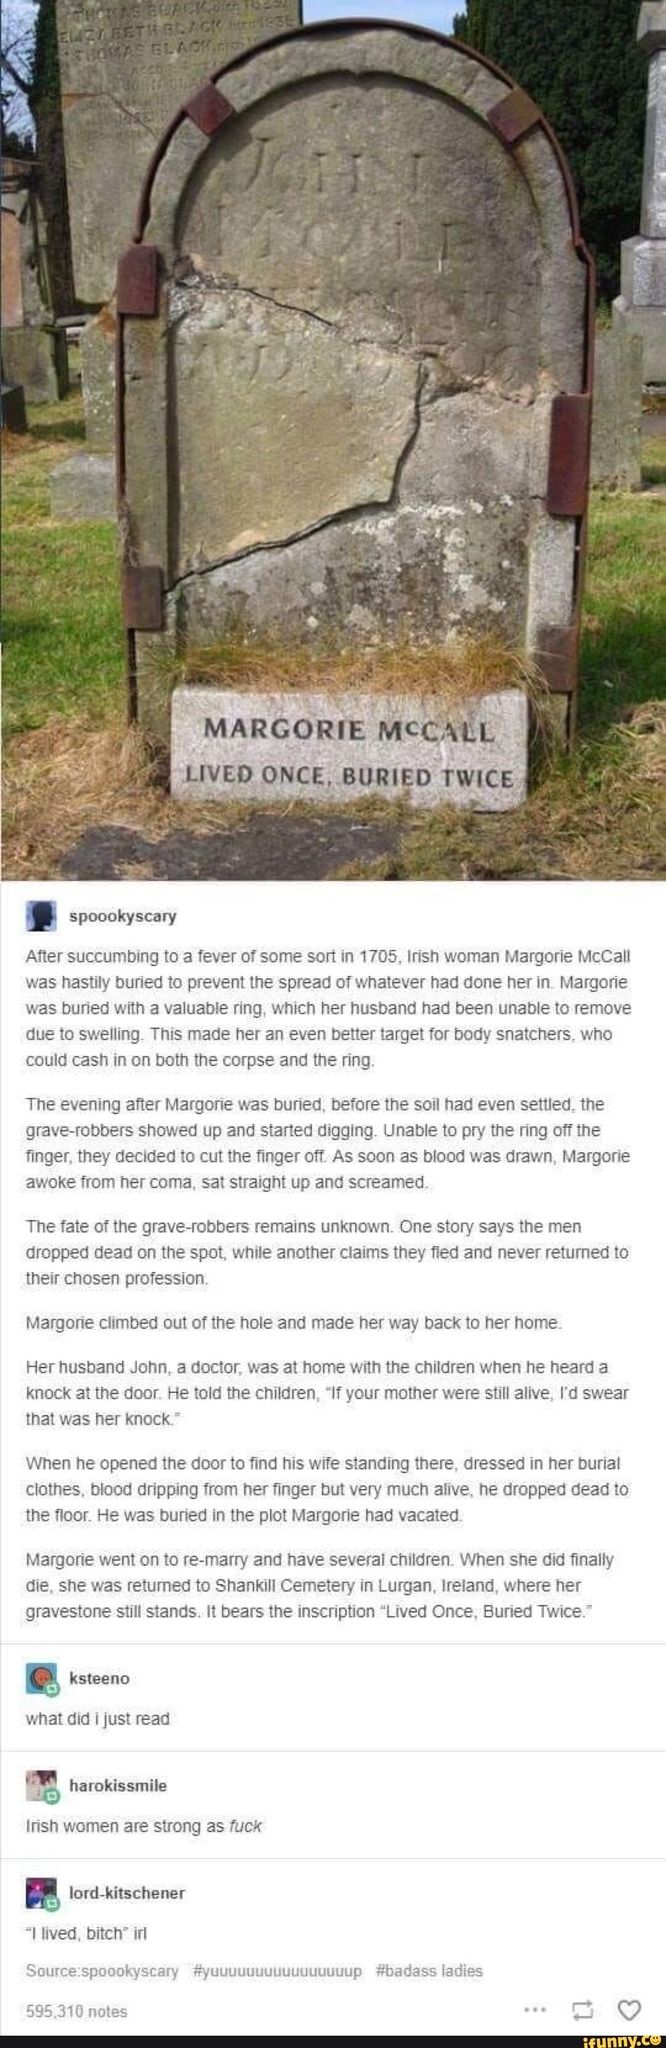 THOMAS BLACK
ELIZABETH BLACK
THOMAS BLACK
JOHN
MARGORIE McCALL
LIVED ONCE, BURIED TWICE
spoookyscary
After succumbing to a fever of some sort in 1705, Irish woman Margorie McCall
was hastily buried to prevent the spread of whatever had done her in. Margorie
was buried with a valuable ring, which her husband had been unable to remove
due to swelling. This made her an even better target for body snatchers, who
could cash in on both the corpse and the ring.
The evening after Margorie was buried, before the soil had even settled, the
grave-robbers showed up and started digging. Unable to pry the ring off the
finger, they decided to cut the finger off. As soon as blood was drawn, Margorie
awoke from her coma, sat straight up and screamed.
The fate of the grave-robbers remains unknown. One story says the men
dropped dead on the spot, while another claims they fled and never returned to
their chosen profession.
Margorie climbed out of the hole and made her way back to her home.
Her husband John, a doctor, was at home with the children when he heard a
knock at the door. He told the children, “If your mother were still alive, I’d swear
that was her knock.”
When he opened the door to find his wife standing there, dressed in her burial
clothes, blood dripping from her finger but very much alive, he dropped dead to
the floor. He was buried in the plot Margorie had vacated.
Margorie went on to re-marry and have several children. When she did finally
die, she was returned to Shankill Cemetery in Lurgan, Ireland, where her
gravestone still stands. It bears the inscription “Lived Once, Buried Twice.”
ksteeno
what did i just read
harokissmile
Irish women are strong as fuck
lord-kitschener
“I lived, bitch” irl
Source:spoookyscary #yuuuuuuuuuuuuuuuup #badass ladies
595,310 notes
ifunny.co